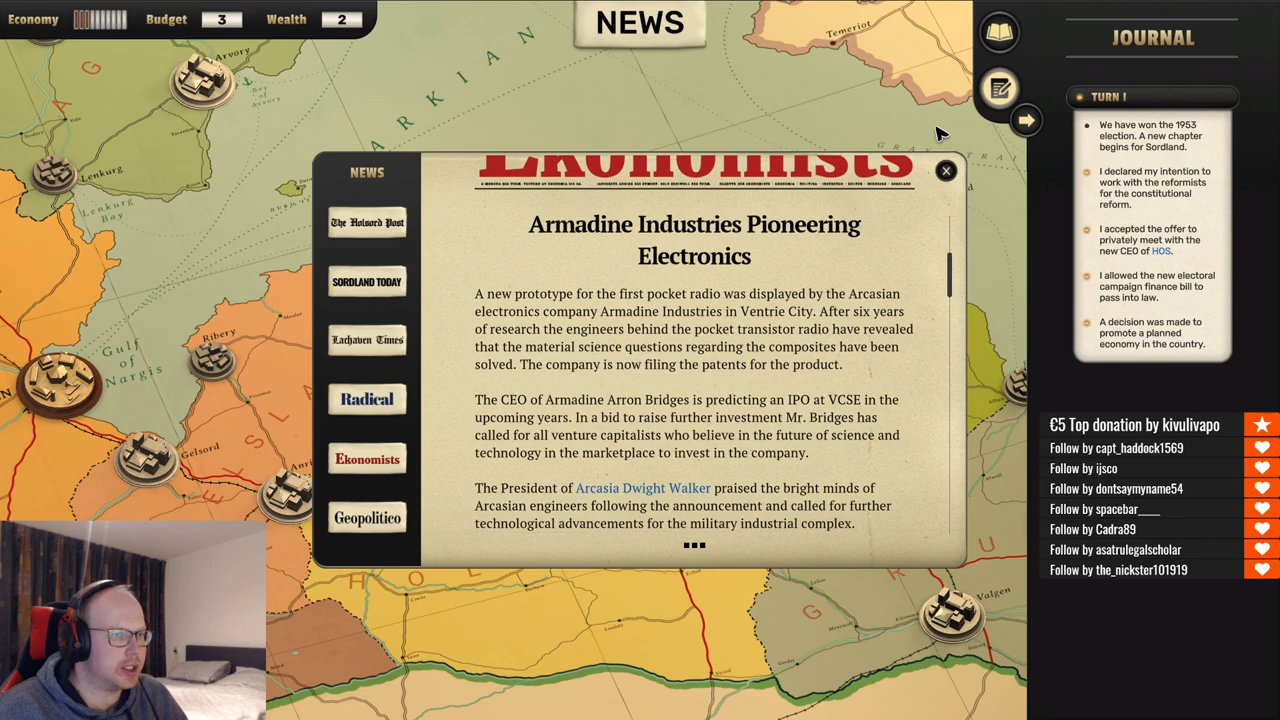 Economy
Budget 3
Wealth 2
NEWS
JOURNAL
TURN I
We have won the 1953
election. A new chapter
begins for Sordland.
I declared my intention to
work with the reformists
for the constitutional
reform.
I accepted the offer to
privately meet with the
new CEO of HOS.
I allowed the new electoral
campaign finance bill to
pass into law.
A decision was made to
promote a planned
economy in the country.
NEWS
The Holsord Post
SORDLAND TODAY
Lachaven Times
Radical
Ekonomists
Geopolitico
Ekonomists
Armadine Industries Pioneering
Electronics
A new prototype for the first pocket radio was displayed by the Arcasian
electronics company Armadine Industries in Ventrie City. After six years
of research the engineers behind the pocket transistor radio have revealed
that the material science questions regarding the composites have been
solved. The company is now filing the patents for the product.
The CEO of Armadine Arron Bridges is predicting an IPO at VCSE in the
upcoming years. In a bid to raise further investment Mr. Bridges has
called for all venture capitalists who believe in the future of science and
technology in the marketplace to invest in the company.
The President of Arcasia Dwight Walker praised the bright minds of
Arcasian engineers following the announcement and called for further
technological advancements for the military industrial complex.
€5 Top donation by kivulivapo
Follow by capt_haddock1569
Follow by ijsco
Follow by dontsaymyname54
Follow by spacebar____
Follow by Cadra89
Follow by asatrulegalscholar
Follow by the_nickster101919
Arvory
Bay of Arvory
Lenkurg
Lenkurg
Bay
Gulf
of
Nargis
Ribery
Gelsord
Temeriot
Valgen
A R K I A N